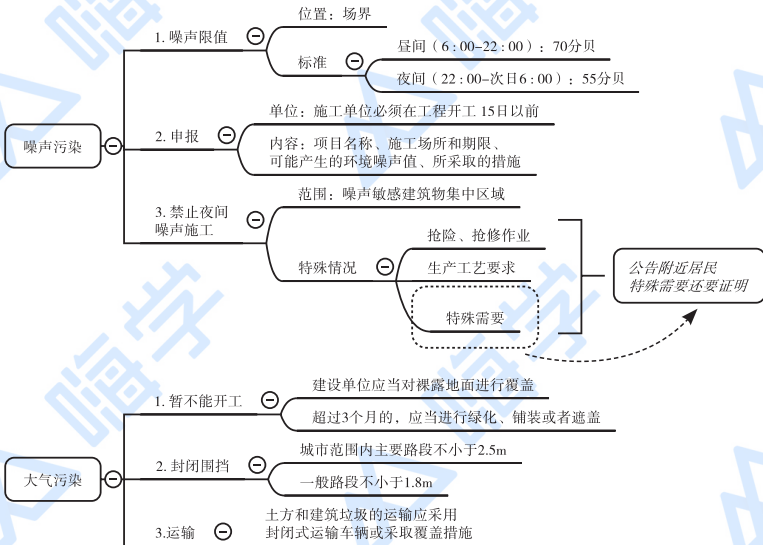 噪声污染
1. 噪声限值
位置：场界
标准
昼间（6:00-22:00）：70分贝
夜间（22:00-次日6:00）：55分贝
2. 申报
单位：施工单位必须在工程开工 15日以前
内容：项目名称、施工场所和期限、
可能产生的环境噪声值、所采取的措施
3. 禁止夜间
噪声施工
范围：噪声敏感建筑物集中区域
特殊情况
抢险、抢修作业
生产工艺要求
特殊需要
公告附近居民
特殊需要还要证明
大气污染
1. 暂不能开工
建设单位应当对裸露地面进行覆盖
超过3个月的，应当进行绿化、铺装或者遮盖
2. 封闭围挡
城市范围内主要路段不小于2.5m
一般路段不小于1.8m
3.运输
土方和建筑垃圾的运输应采用
封闭式运输车辆或采取覆盖措施
嗨学
嗨学